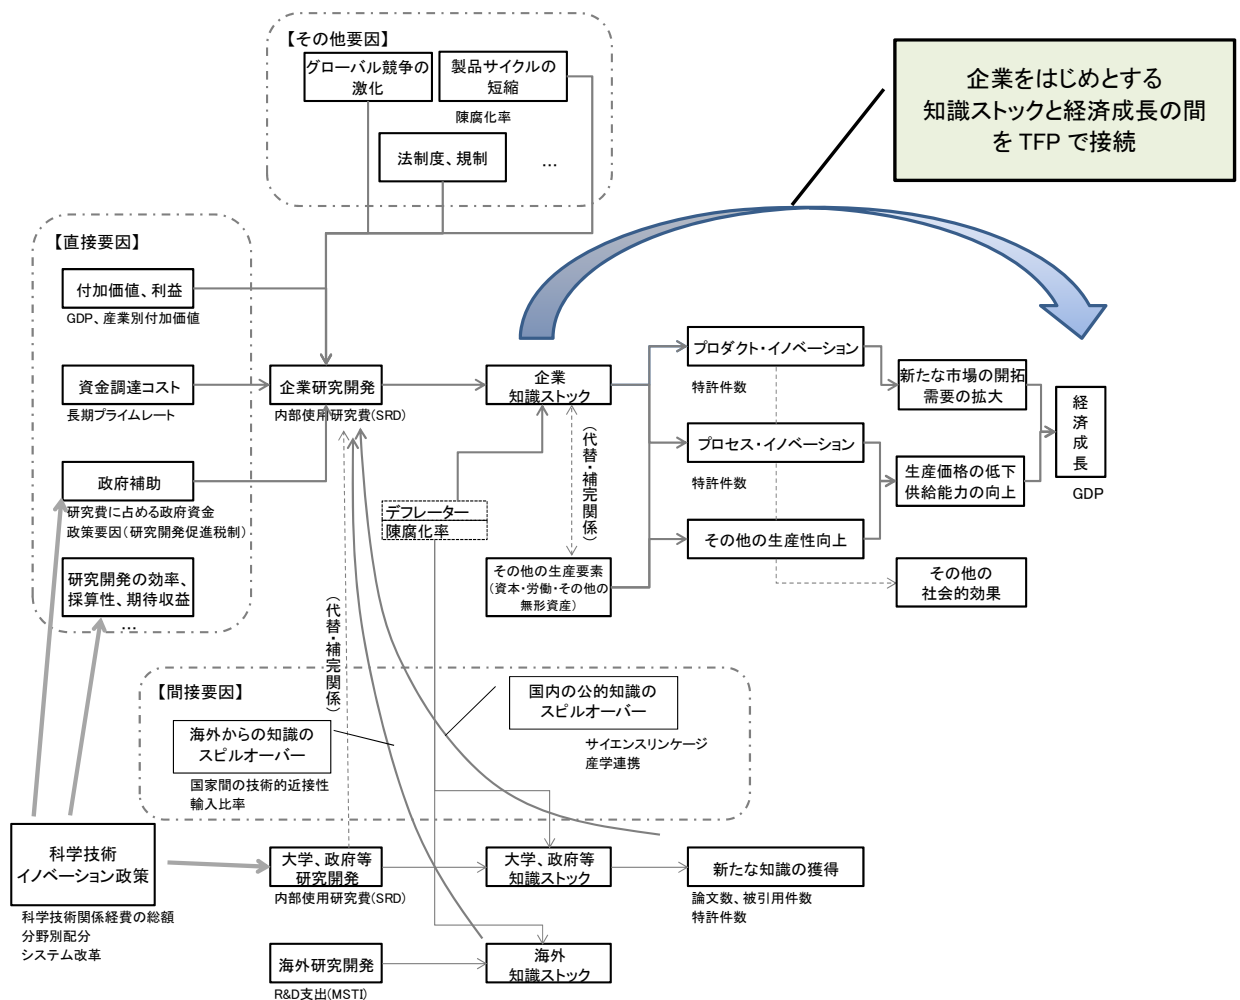 【その他要因】
グローバル競争の
激化
製品サイクルの
短縮
陳腐化率
法制度、規制
…
企業をはじめとする
知識ストックと経済成長の間
を TFP で接続
【直接要因】
付加価値、利益
GDP、産業別付加価値
資金調達コスト
長期プライムレート
政府補助
研究費に占める政府資金
政策要因(研究開発促進税制)
研究開発の効率、
採算性、期待収益
…
企業研究開発
内部使用研究費(SRD)
企業
知識ストック
(代替・補完関係)
デフレーター
陳腐化率
その他の生産要素
(資本・労働・その他の
無形資産)
プロダクト・イノベーション
特許件数
プロセス・イノベーション
特許件数
その他の生産性向上
新たな市場の開拓
需要の拡大
生産価格の低下
供給能力の向上
その他の
社会的効果
経済成長
GDP
(代替・補完関係)
【間接要因】
海外からの知識の
スピルオーバー
国家間の技術的近接性
輸入比率
国内の公的知識の
スピルオーバー
サイエンスリンケージ
産学連携
科学技術
イノベーション政策
科学技術関係経費の総額
分野別配分
システム改革
大学、政府等
研究開発
内部使用研究費(SRD)
大学、政府等
知識ストック
新たな知識の獲得
論文数、被引用件数
特許件数
海外研究開発
R&D支出(MSTI)
海外
知識ストック